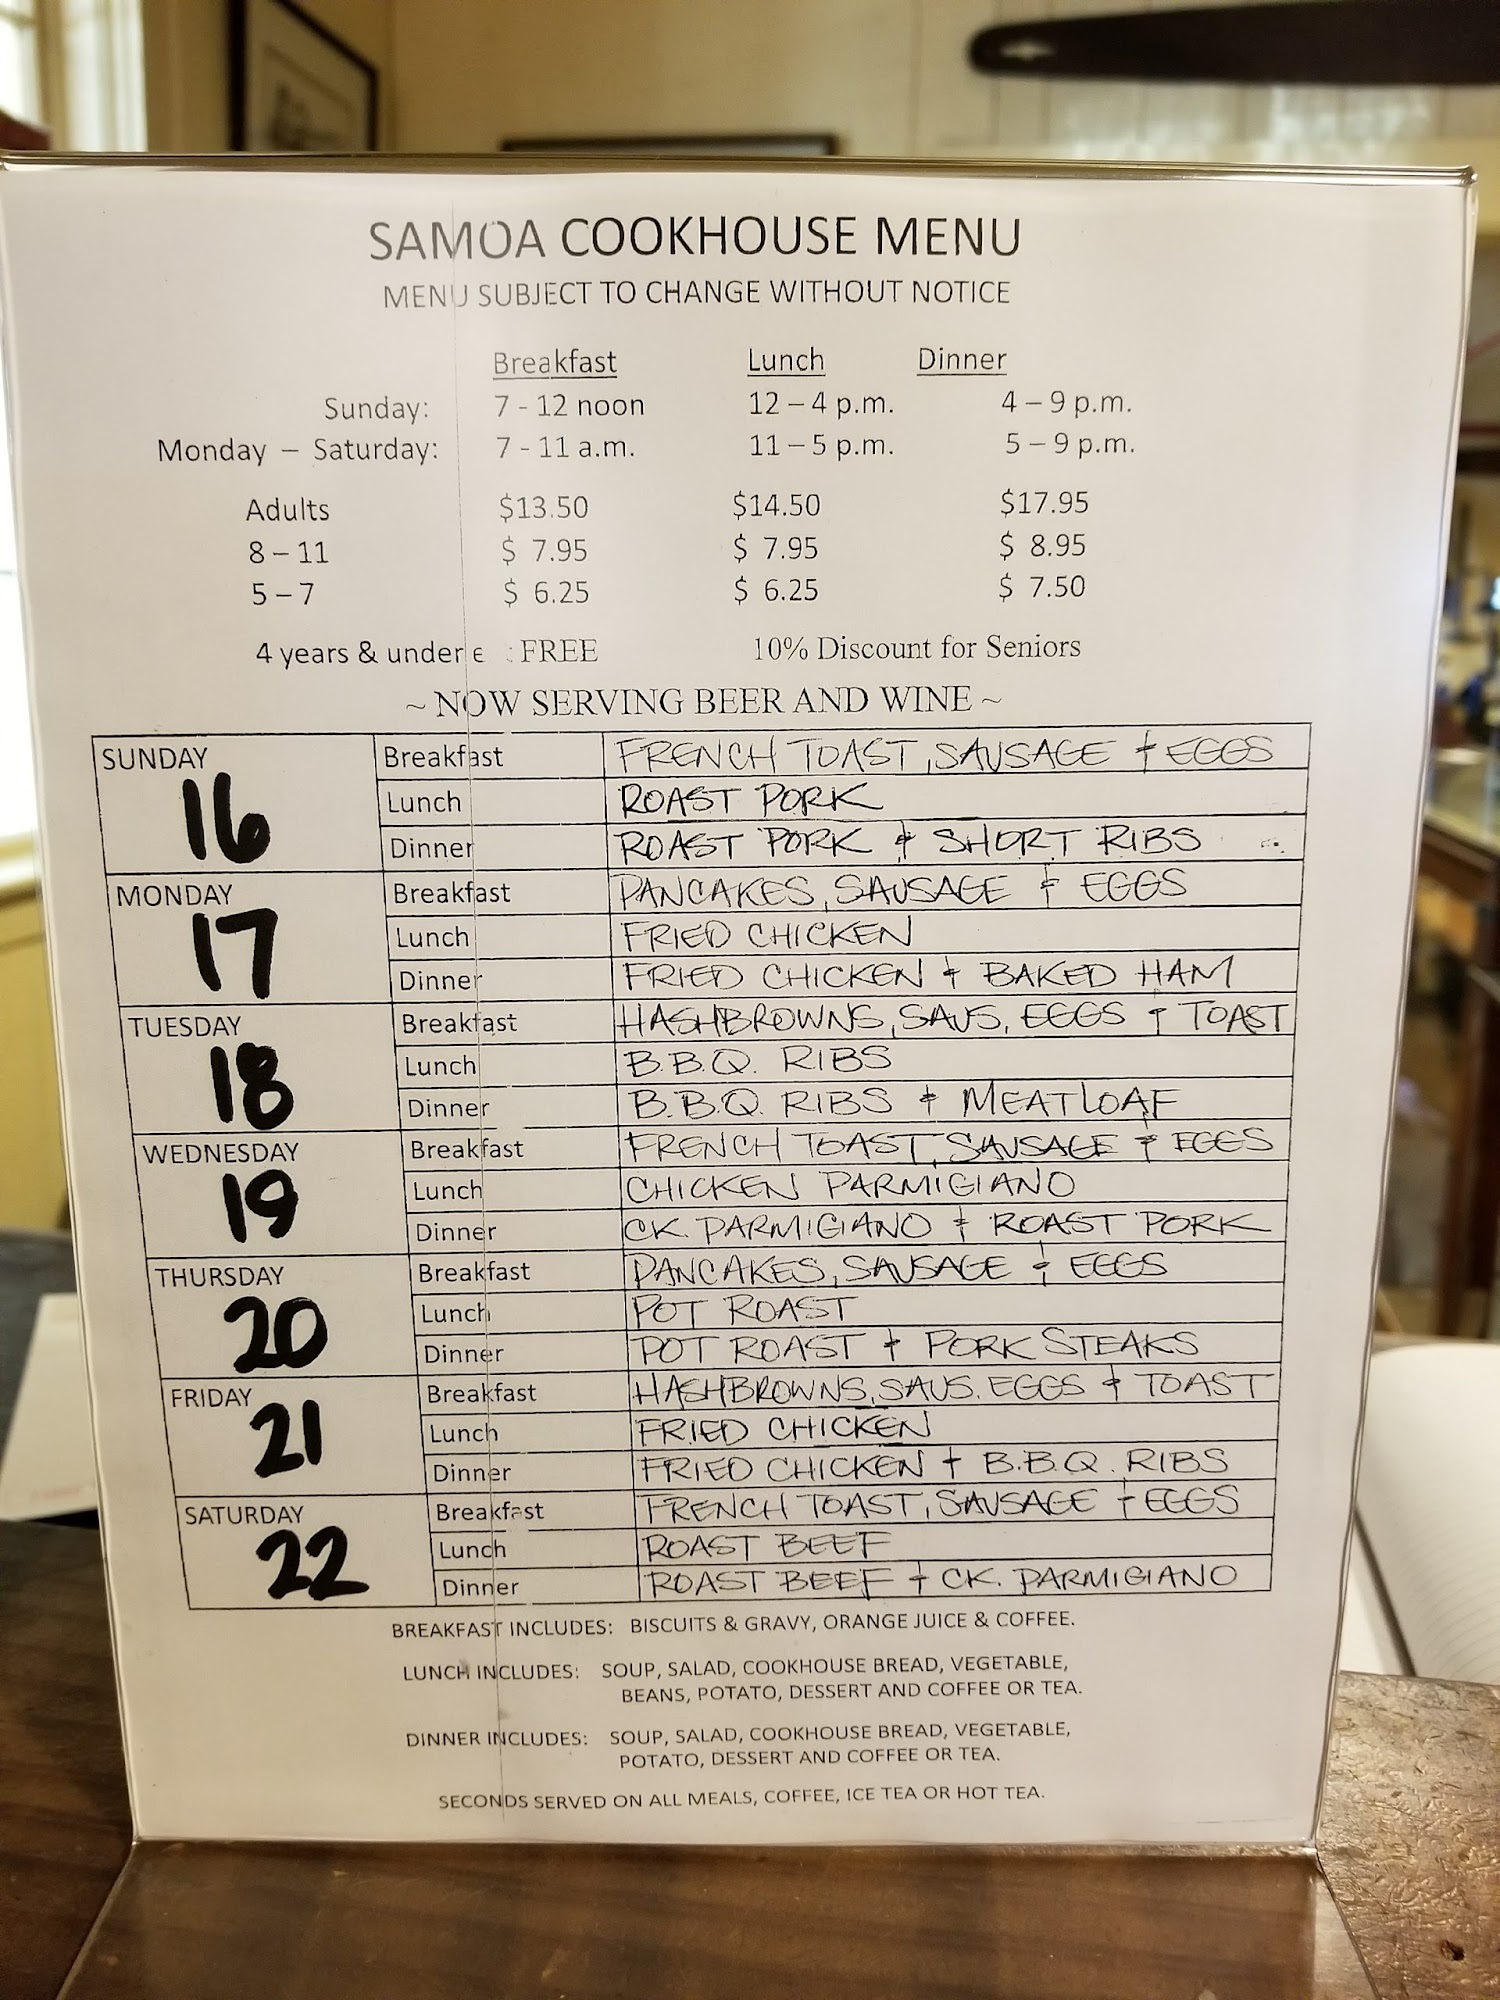 SAMOA COOKHOUSE MENU
MENU SUBJECT TO CHANGE WITHOUT NOTICE
Breakfast Lunch Dinner
Sunday: 7 - 12 noon 12 – 4 p.m. 4 – 9 p.m.
Monday – Saturday: 7 - 11 a.m. 11 – 5 p.m. 5 – 9 p.m.
Adults $13.50 $14.50 $17.95
8 – 11 $ 7.95 $ 7.95 $ 8.95
5 – 7 $ 6.25 $ 6.25 $ 7.50
4 years & under FREE 10% Discount for Seniors
~ NOW SERVING BEER AND WINE ~
SUNDAY 16 Breakfast FRENCH TOAST, SAUSAGE & EGGS
Lunch ROAST PORK
Dinner ROAST PORK & SHORT RIBS
MONDAY 17 Breakfast PANCAKES, SAUSAGE & EGGS
Lunch FRIED CHICKEN
Dinner FRIED CHICKEN & BAKED HAM
TUESDAY 18 Breakfast HASHBROWNS, SAUS, EGGS & TOAST
Lunch B.B.Q. RIBS
Dinner B.B.Q. RIBS & MEATLOAF
WEDNESDAY 19 Breakfast FRENCH TOAST, SAUSAGE & EGGS
Lunch CHICKEN PARMIGIANO
Dinner CK. PARMIGIANO & ROAST PORK
THURSDAY 20 Breakfast PANCAKES, SAUSAGE & EGGS
Lunch POT ROAST
Dinner POT ROAST & PORK STEAKS
FRIDAY 21 Breakfast HASHBROWNS, SAUS. EGGS & TOAST
Lunch FRIED CHICKEN
Dinner FRIED CHICKEN & B.B.Q. RIBS
SATURDAY 22 Breakfast FRENCH TOAST, SAUSAGE & EGGS
Lunch ROAST BEEF
Dinner ROAST BEEF & CK. PARMIGIANO
BREAKFAST INCLUDES: BISCUITS & GRAVY, ORANGE JUICE & COFFEE.
LUNCH INCLUDES: SOUP, SALAD, COOKHOUSE BREAD, VEGETABLE,
BEANS, POTATO, DESSERT AND COFFEE OR TEA.
DINNER INCLUDES: SOUP, SALAD, COOKHOUSE BREAD, VEGETABLE,
POTATO, DESSERT AND COFFEE OR TEA.
SECONDS SERVED ON ALL MEALS, COFFEE, ICE TEA OR HOT TEA.